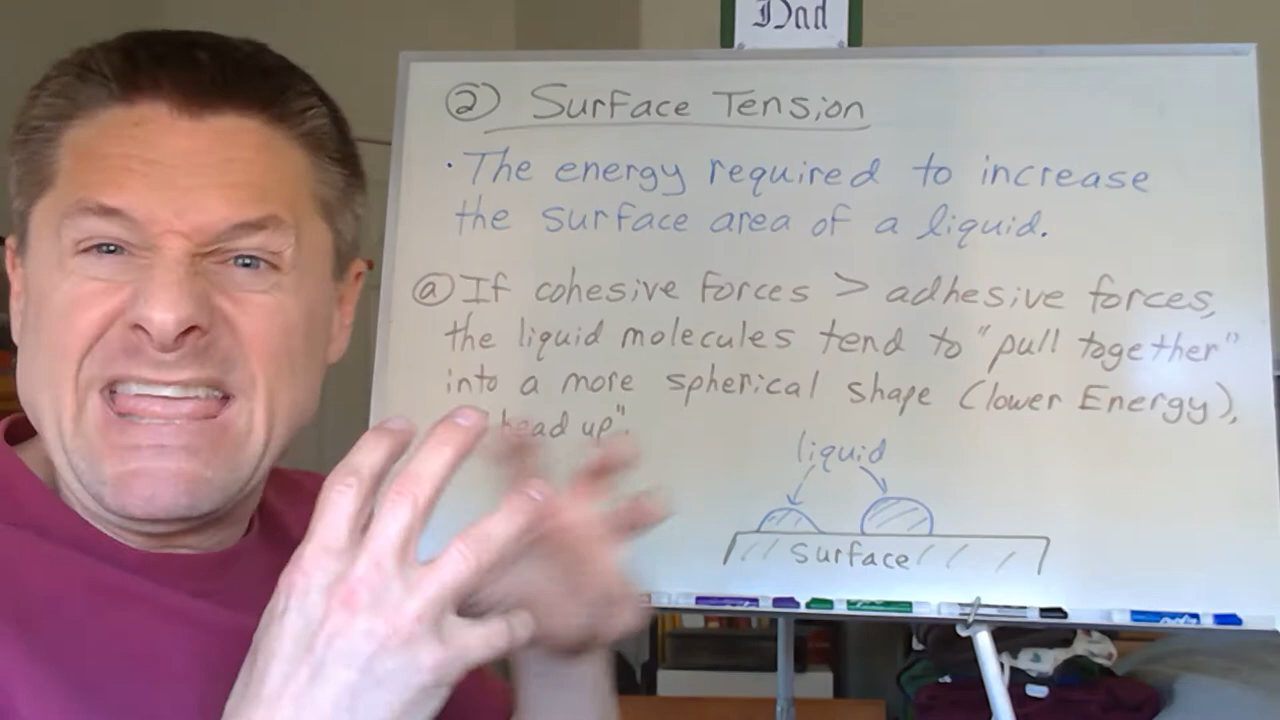 Dad
② Surface Tension
· The energy required to increase
the surface area of a liquid.
ⓐ If cohesive forces > adhesive forces,
the liquid molecules tend to "pull together"
into a more spherical shape (lower Energy),
up".
liquid
Surface